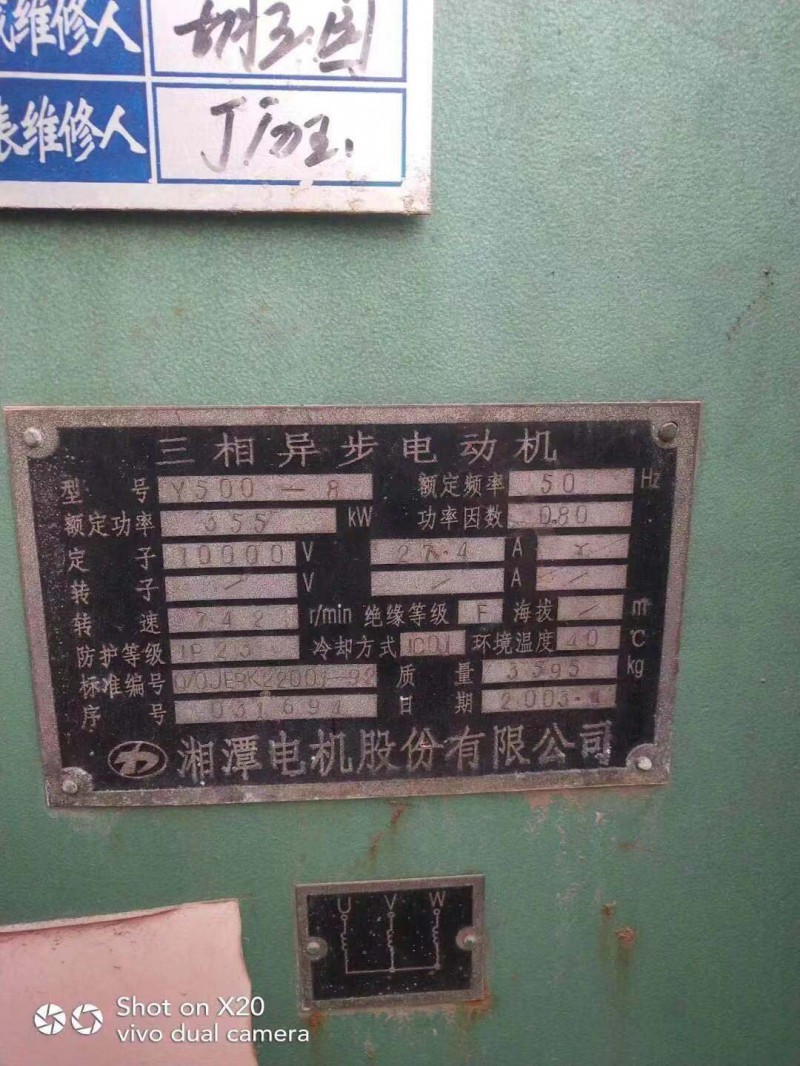 维修人
表维修人
三相异步电动机
型 号 Y500-8 额定频率 50 Hz
额定功率 355 kW 功率因数 0.80
定 子 10000 V 27.4 A Y
转 子 / V / A /
转 速 742 r/min 绝缘等级 F 海拔 / m
防护等级 IP23 冷却方式 IC01 环境温度 40 ℃
标准编号 质 量 3595 kg
序 号 031694 日 期 2003.
湘潭电机股份有限公司
U V W
Shot on X20
vivo dual camera